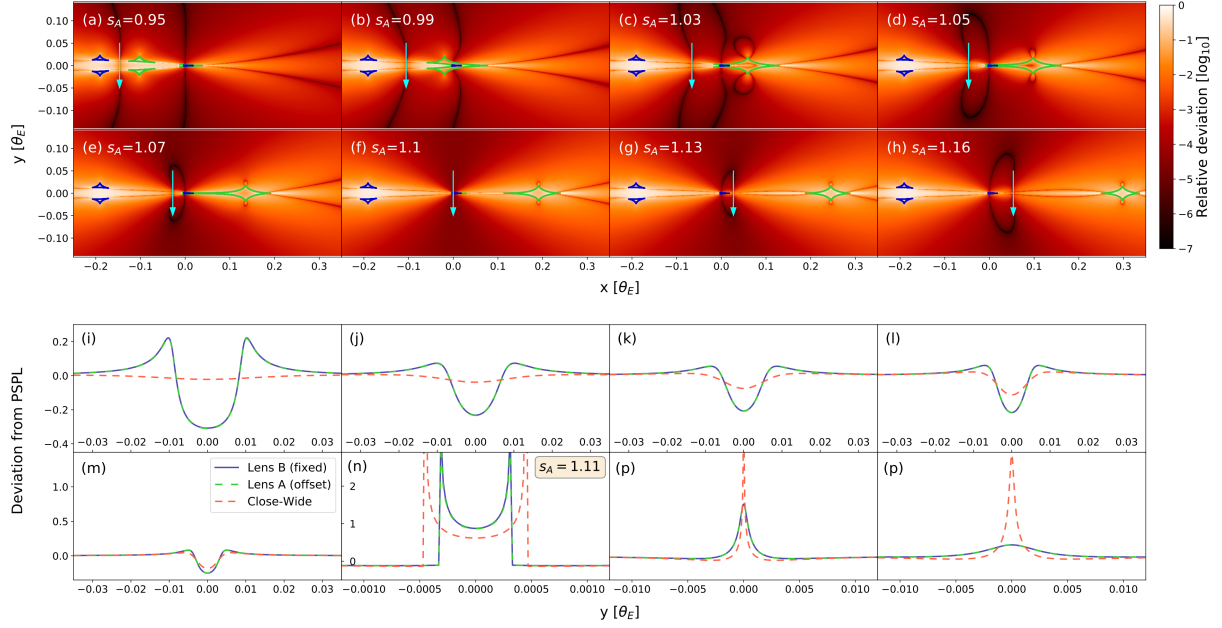 (a) s_A=0.95
(b) s_A=0.99
(c) s_A=1.03
(d) s_A=1.05
0.10
0.05
0.00
−0.05
−0.10
(e) s_A=1.07
(f) s_A=1.1
(g) s_A=1.13
(h) s_A=1.16
0.10
0.05
0.00
−0.05
−0.10
y [θ_E]
−0.2 −0.1 0.0 0.1 0.2 0.3 −0.2 −0.1 0.0 0.1 0.2 0.3 −0.2 −0.1 0.0 0.1 0.2 0.3 −0.2 −0.1 0.0 0.1 0.2 0.3
x [θ_E]
0
−1
−2
−3
−4
−5
−6
−7
Relative deviation [log10]
(i)
(j)
(k)
(l)
0.2
0.0
−0.2
−0.4
−0.03 −0.02 −0.01 0.00 0.01 0.02 0.03 −0.03 −0.02 −0.01 0.00 0.01 0.02 0.03 −0.03 −0.02 −0.01 0.00 0.01 0.02 0.03 −0.03 −0.02 −0.01 0.00 0.01 0.02 0.03
Deviation from PSPL
(m)
Lens B (fixed)
Lens A (offset)
Close-Wide
(n)
s_A = 1.11
(p)
(p)
1.0
0.5
0.0
2
1
0
−0.03 −0.02 −0.01 0.00 0.01 0.02 0.03 −0.0010 −0.0005 0.0000 0.0005 0.0010 −0.010 −0.005 0.000 0.005 0.010 −0.010 −0.005 0.000 0.005 0.010
y [θ_E]